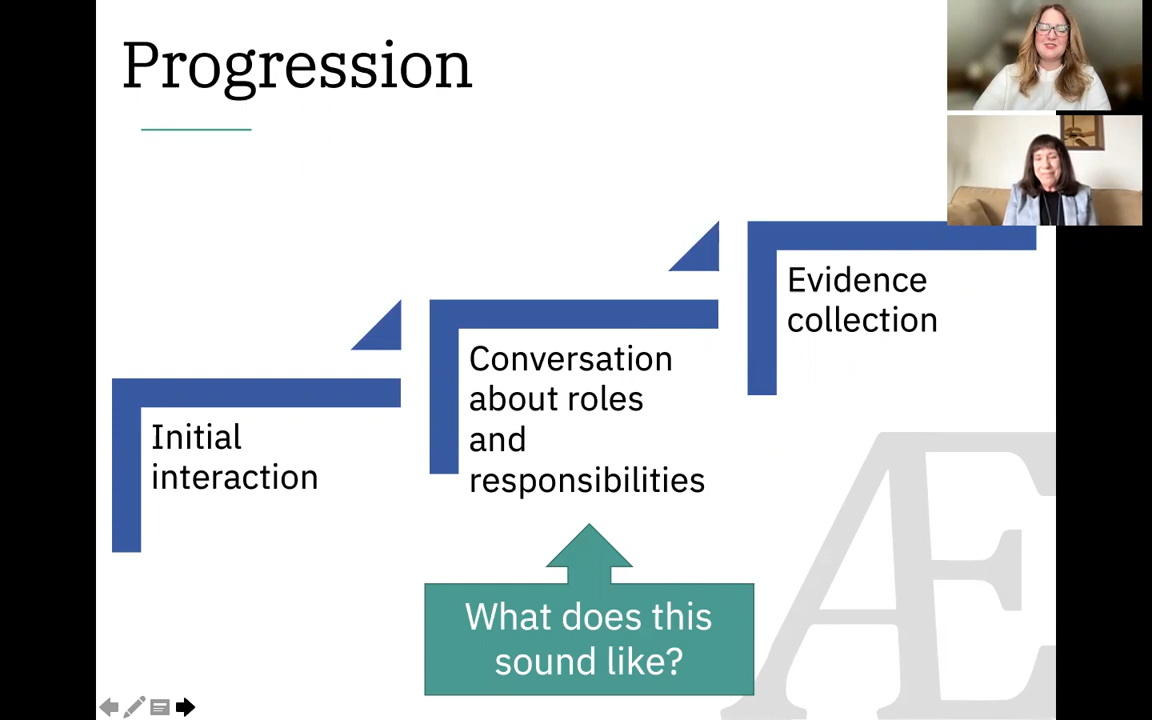 Progression
Initial
interaction
Conversation
about roles
and
responsibilities
Evidence
collection
What does this
sound like?
Æ